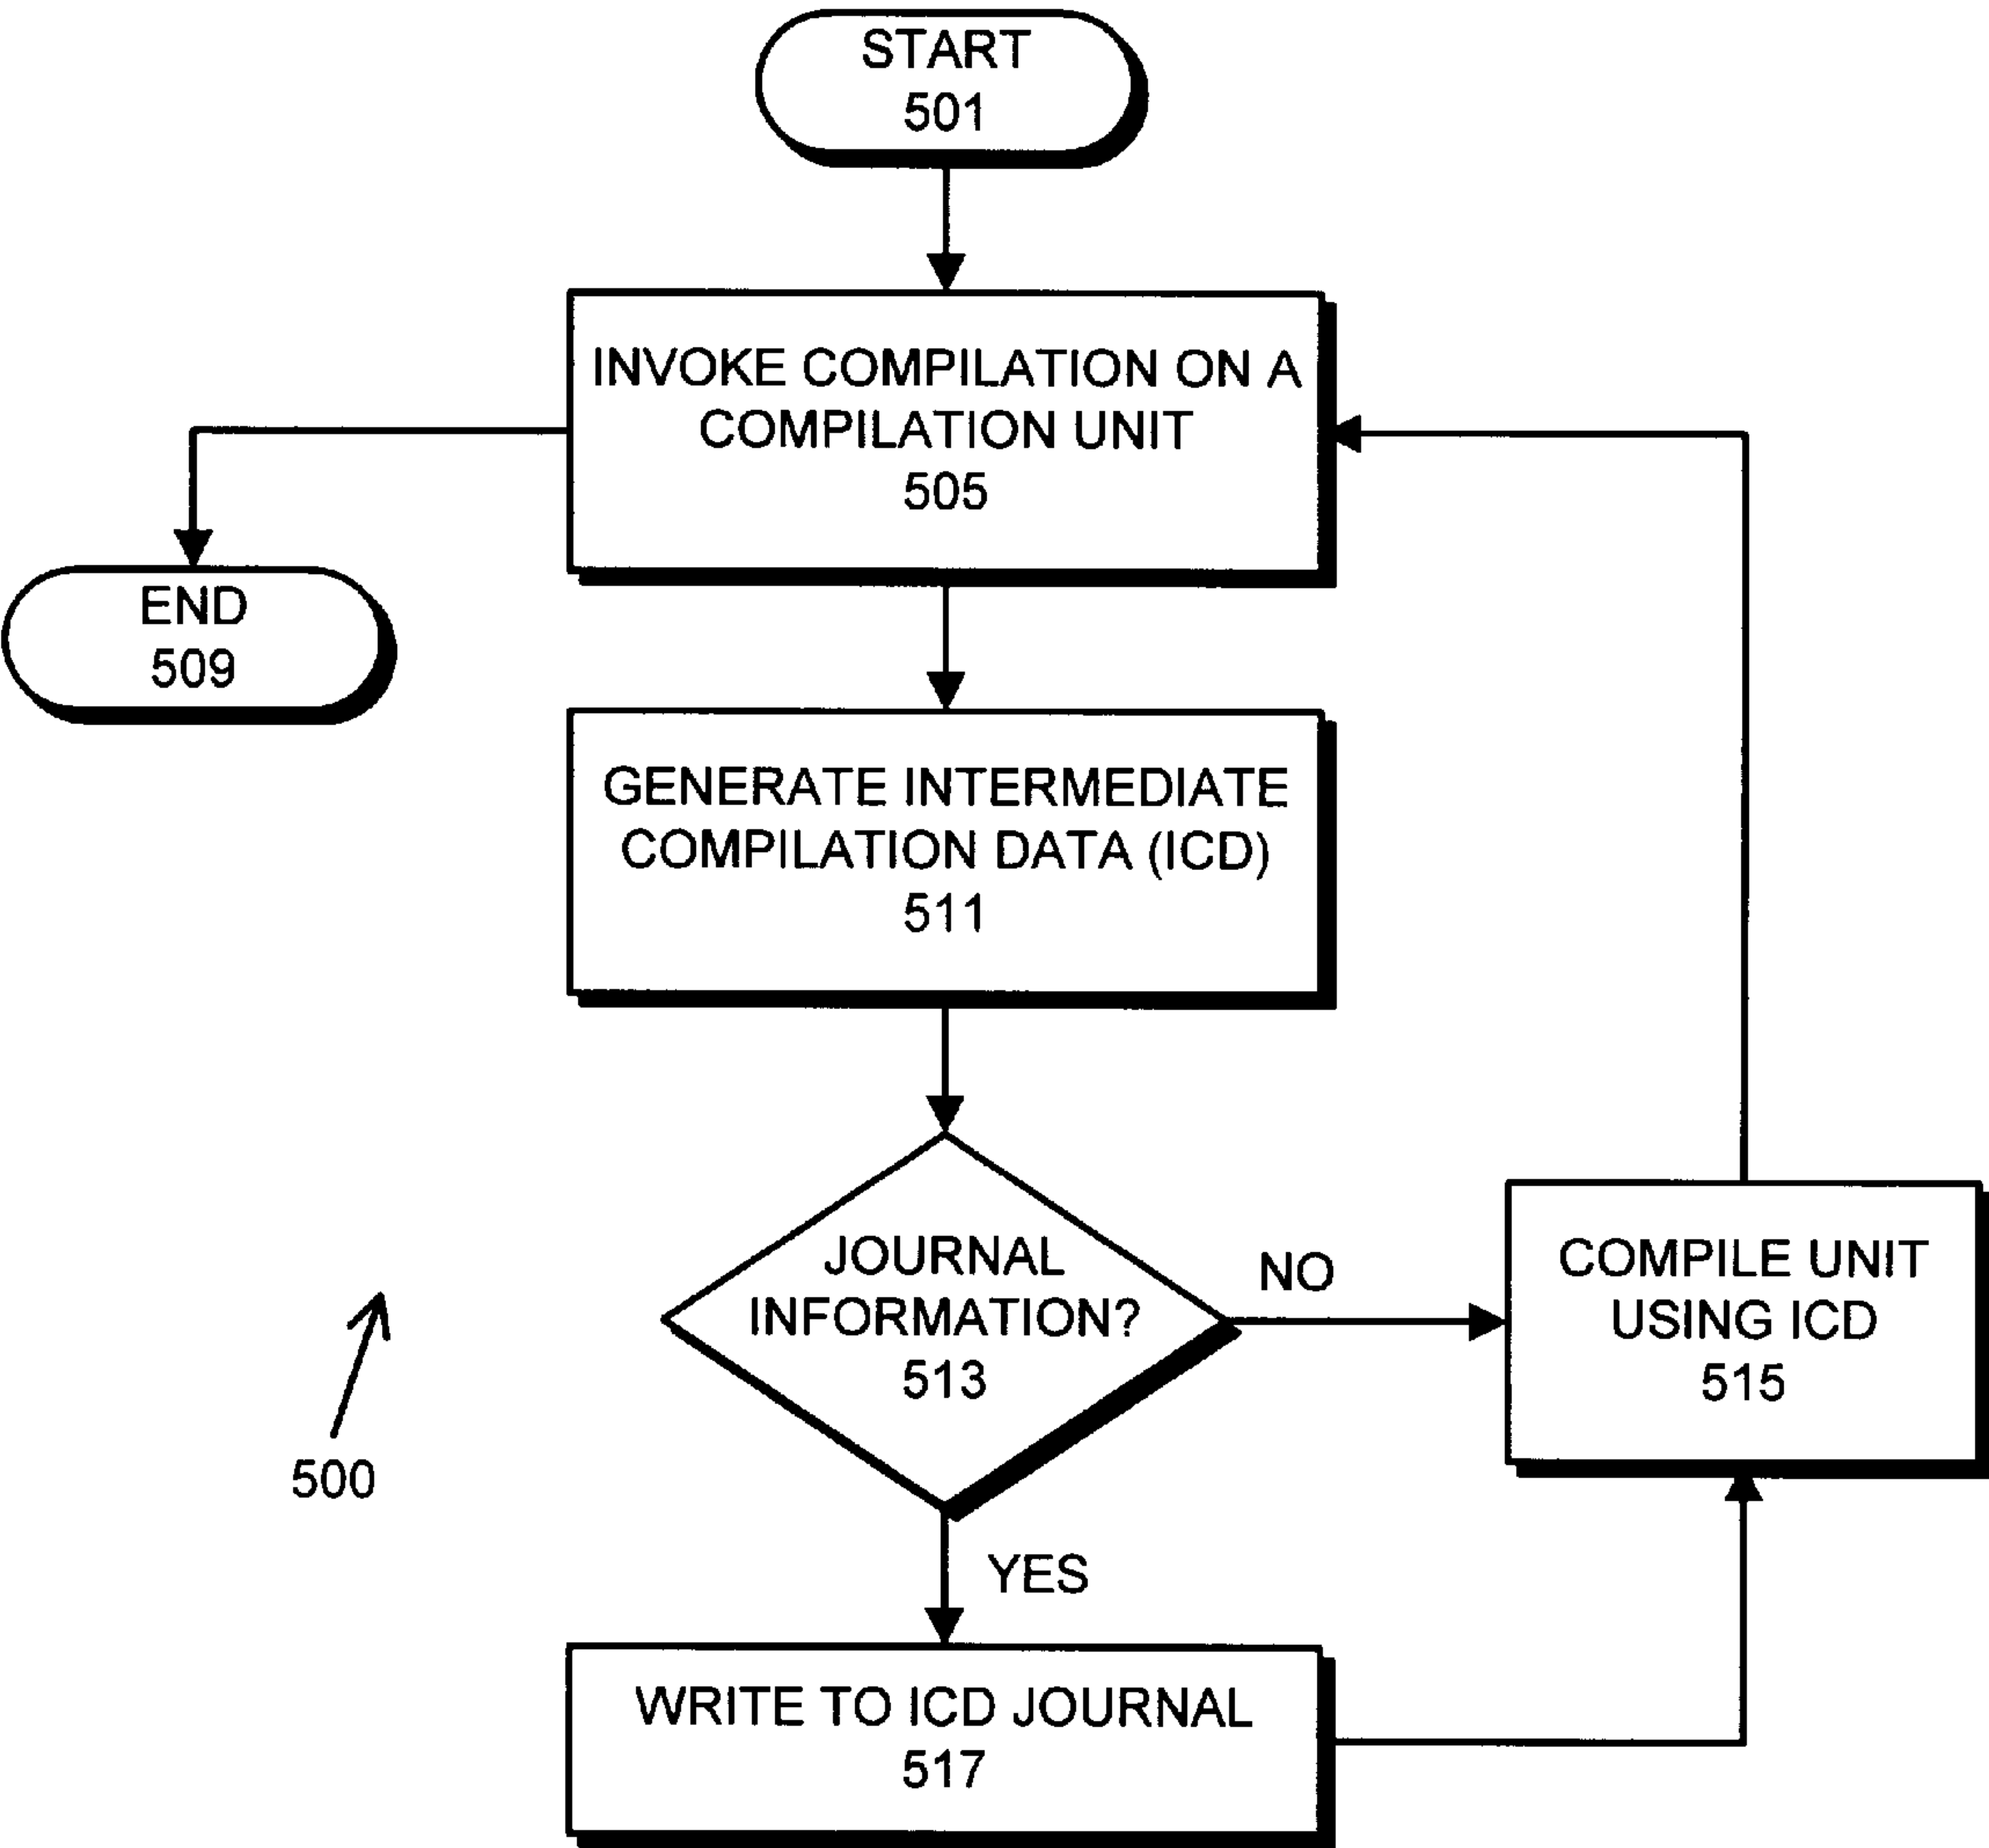 START
501
INVOKE COMPILATION ON A
COMPILATION UNIT
505
END
509
GENERATE INTERMEDIATE
COMPILATION DATA (ICD)
511
JOURNAL
INFORMATION?
513
NO
COMPILE UNIT
USING ICD
515
500
YES
WRITE TO ICD JOURNAL
517